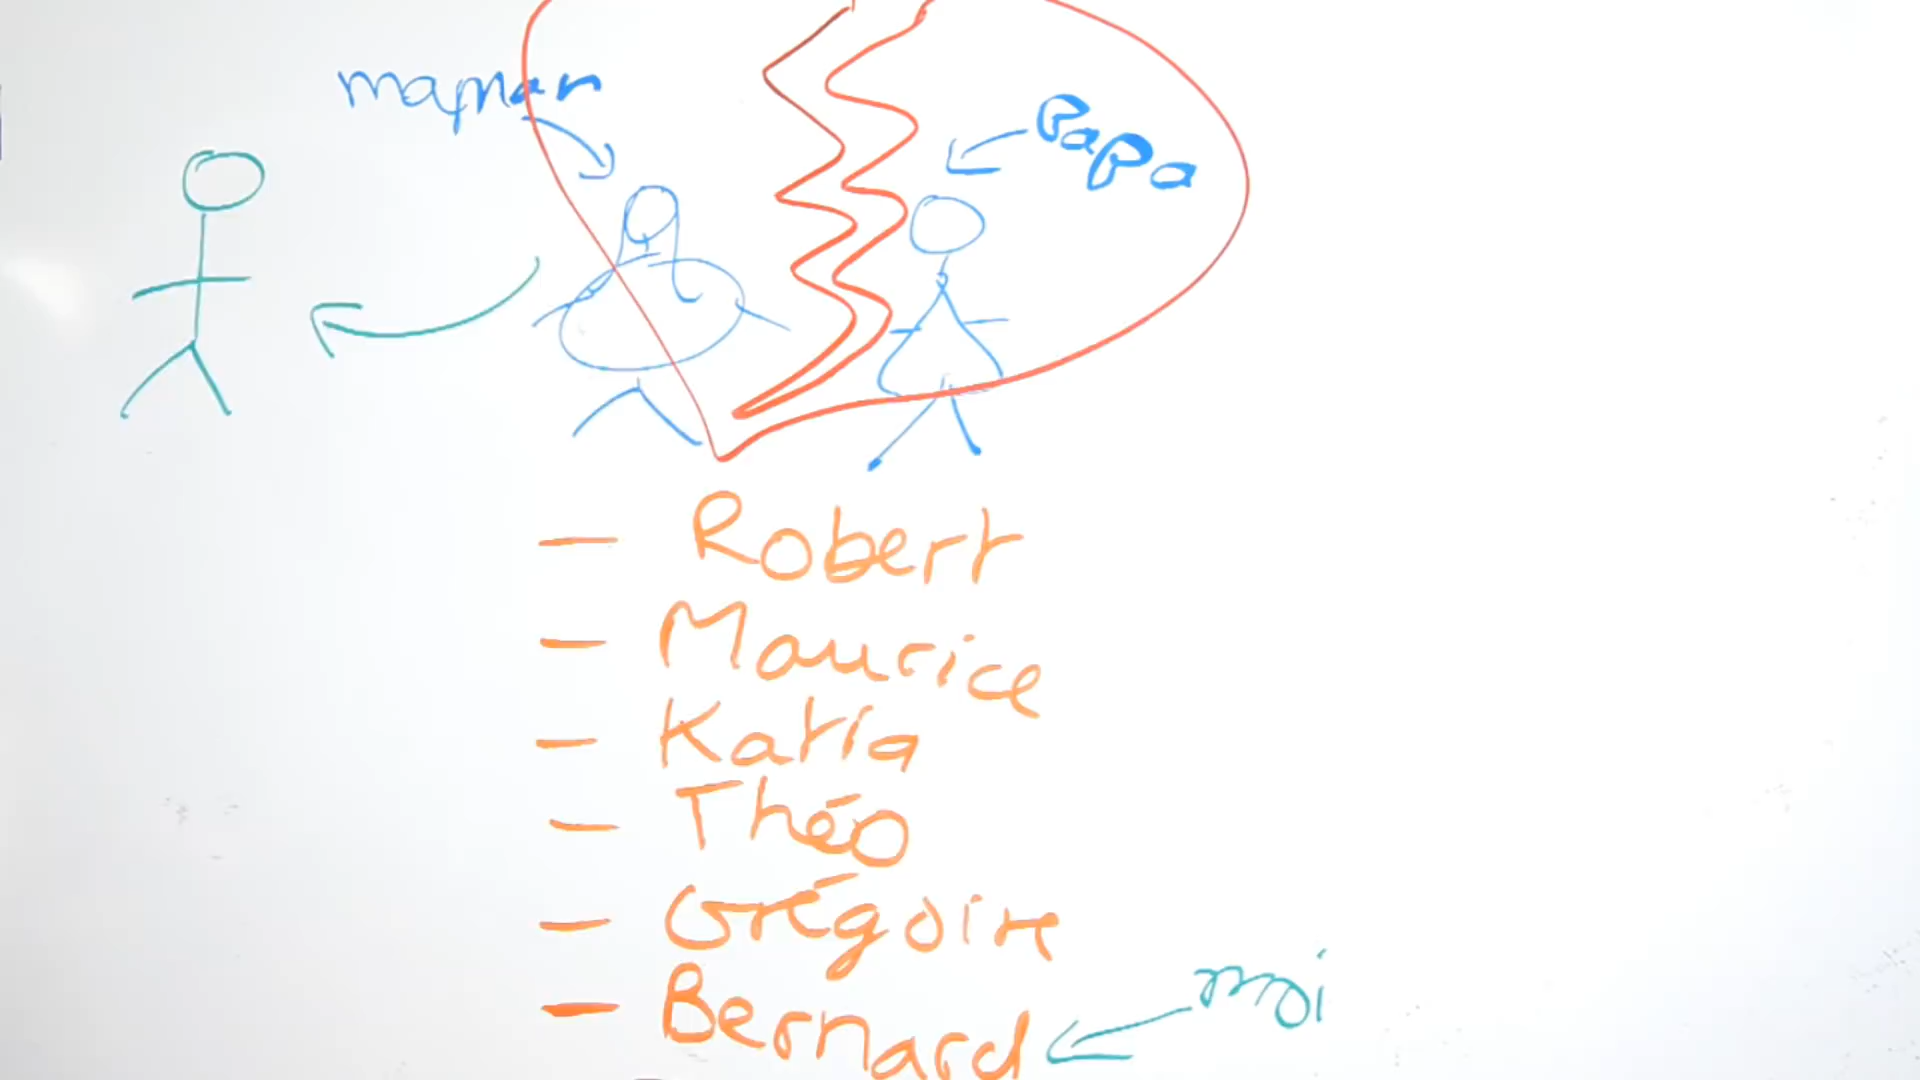 maman
Papa
- Robert
- Maurice
- Katia
- Théo
- Grégoire
- Bernard
moi